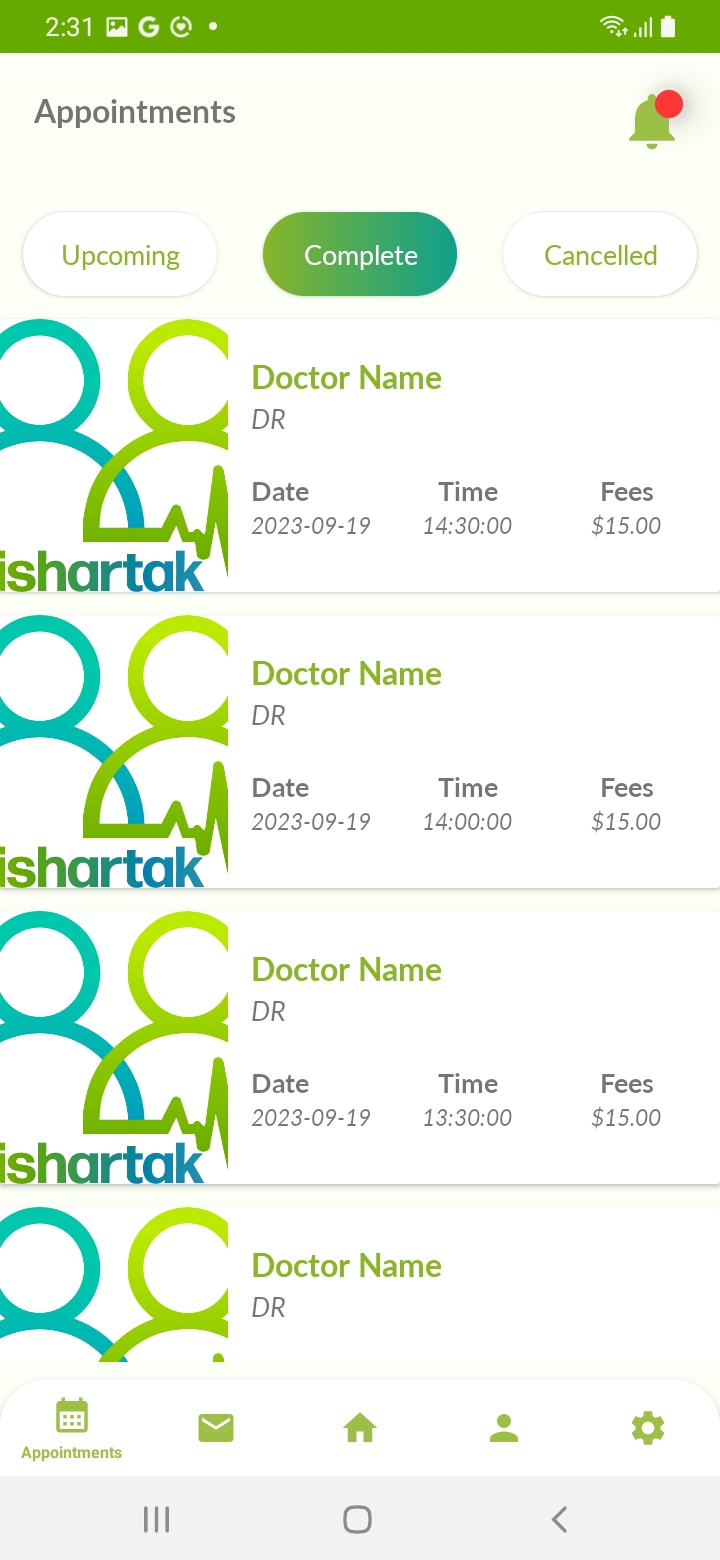 2:31
Appointments
Upcoming Complete Cancelled
Doctor Name
DR
Date Time Fees
2023-09-19 14:30:00 $15.00
ishartak
Doctor Name
DR
Date Time Fees
2023-09-19 14:00:00 $15.00
ishartak
Doctor Name
DR
Date Time Fees
2023-09-19 13:30:00 $15.00
ishartak
Doctor Name
DR
Appointments